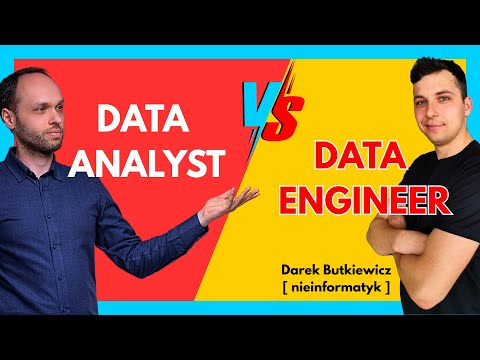 DATA
ANALYST
VS
DATA
ENGINEER
Darek Butkiewicz
[ nieinformatyk ]